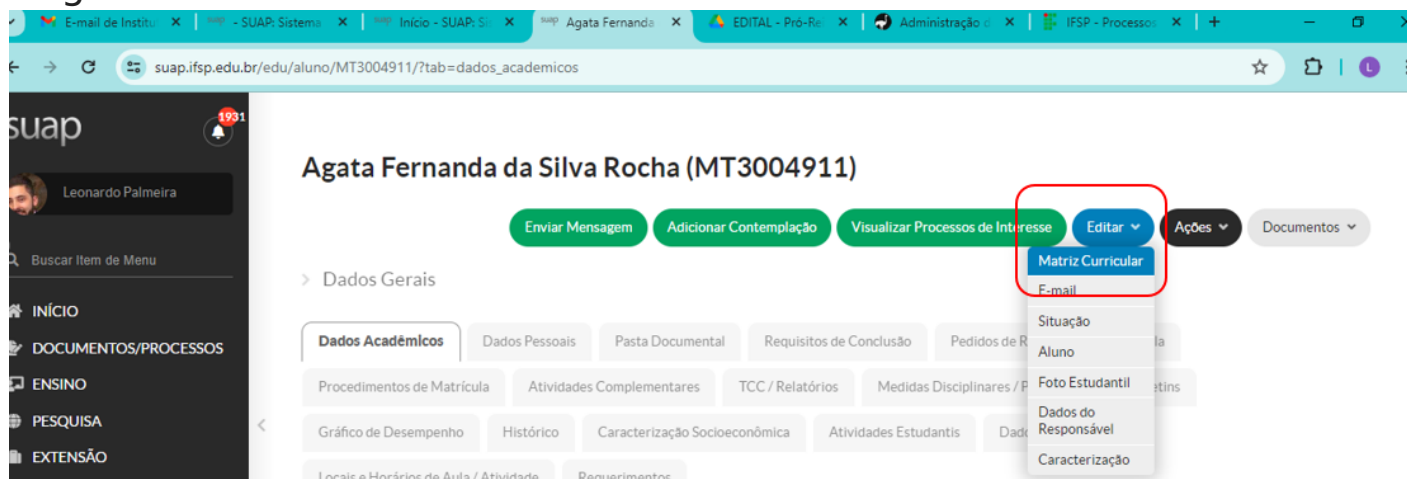 E-mail de Institu
- SUAP: Sistema
Início - SUAP: Sis
suap Agata Fernanda
EDITAL - Pró-Rei
Administração d
IFSP - Processos
suap.ifsp.edu.br/edu/aluno/MT3004911/?tab=dados_academicos
L
suap
1931
Leonardo Palmeira
Buscar Item de Menu
INÍCIO
DOCUMENTOS/PROCESSOS
ENSINO
PESQUISA
EXTENSÃO
Agata Fernanda da Silva Rocha (MT3004911)
Enviar Mensagem Adicionar Contemplação Visualizar Processos de Interesse Editar Ações Documentos
Matriz Curricular
E-mail
Situação
Aluno
Foto Estudantil
Dados do
Responsável
Caracterização
> Dados Gerais
Dados Acadêmicos Dados Pessoais Pasta Documental Requisitos de Conclusão Pedidos de R
Procedimentos de Matrícula Atividades Complementares TCC / Relatórios Medidas Disciplinares / P etins
Gráfico de Desempenho Histórico Caracterização Socioeconômica Atividades Estudantis Dado
Locais e Horários de Aula / Atividade Requerimentos